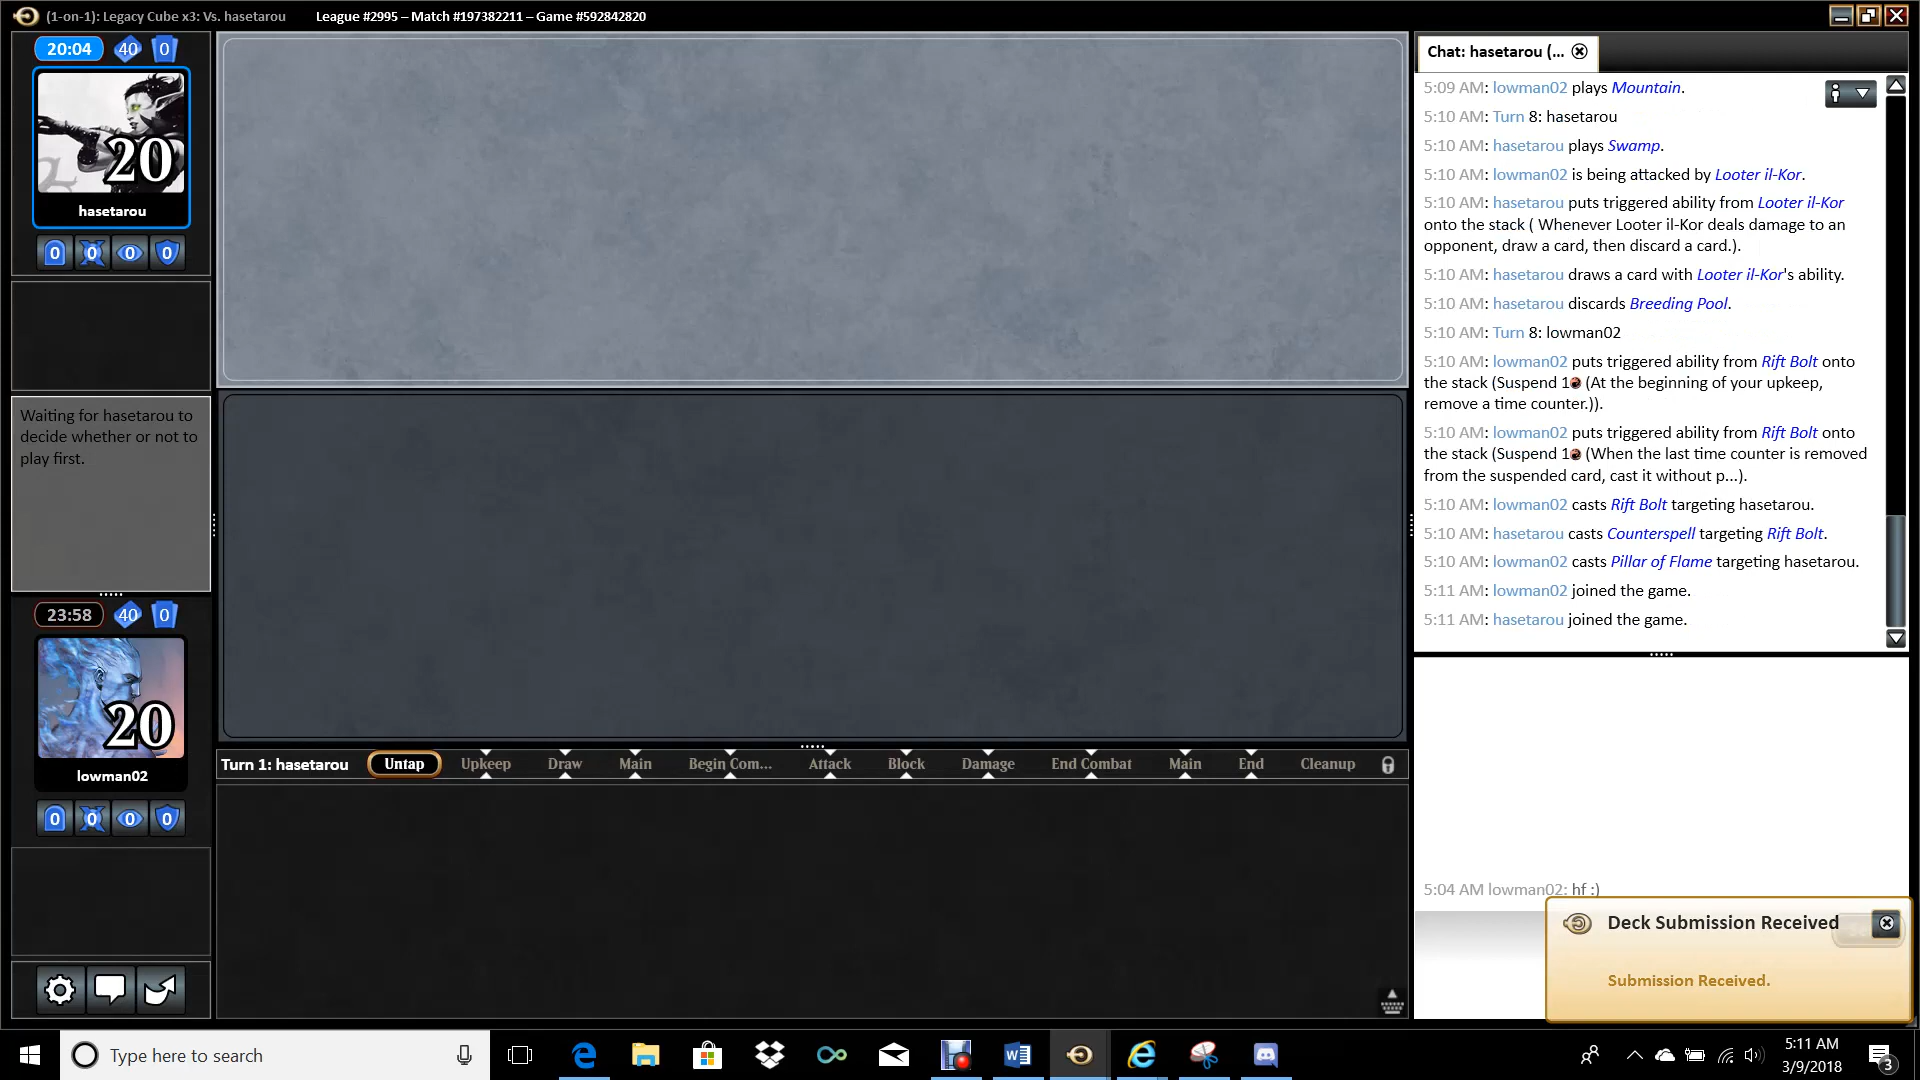 (1-on-1): Legacy Cube x3: Vs. hasetarou League #2995 – Match #197382211 – Game #592842820
20:04 40 0
20
hasetarou
0 0 0 0
Waiting for hasetarou to
decide whether or not to
play first.
23:58 40 0
20
lowman02
0 0 0 0
Turn 1: hasetarou Untap Upkeep Draw Main Begin Com... Attack Block Damage End Combat Main End Cleanup
Chat: hasetarou (...
5:09 AM: lowman02 plays Mountain.
5:10 AM: Turn 8: hasetarou
5:10 AM: hasetarou plays Swamp.
5:10 AM: lowman02 is being attacked by Looter il-Kor.
5:10 AM: hasetarou puts triggered ability from Looter il-Kor
onto the stack ( Whenever Looter il-Kor deals damage to an
opponent, draw a card, then discard a card.).
5:10 AM: hasetarou draws a card with Looter il-Kor's ability.
5:10 AM: hasetarou discards Breeding Pool.
5:10 AM: Turn 8: lowman02
5:10 AM: lowman02 puts triggered ability from Rift Bolt onto
the stack (Suspend 1 (At the beginning of your upkeep,
remove a time counter.)).
5:10 AM: lowman02 puts triggered ability from Rift Bolt onto
the stack (Suspend 1 (When the last time counter is removed
from the suspended card, cast it without p...).
5:10 AM: lowman02 casts Rift Bolt targeting hasetarou.
5:10 AM: hasetarou casts Counterspell targeting Rift Bolt.
5:10 AM: lowman02 casts Pillar of Flame targeting hasetarou.
5:11 AM: lowman02 joined the game.
5:11 AM: hasetarou joined the game.
5:04 AM lowman02: hf :)
Deck Submission Received
Submission Received.
Type here to search
5:11 AM
3/9/2018
3